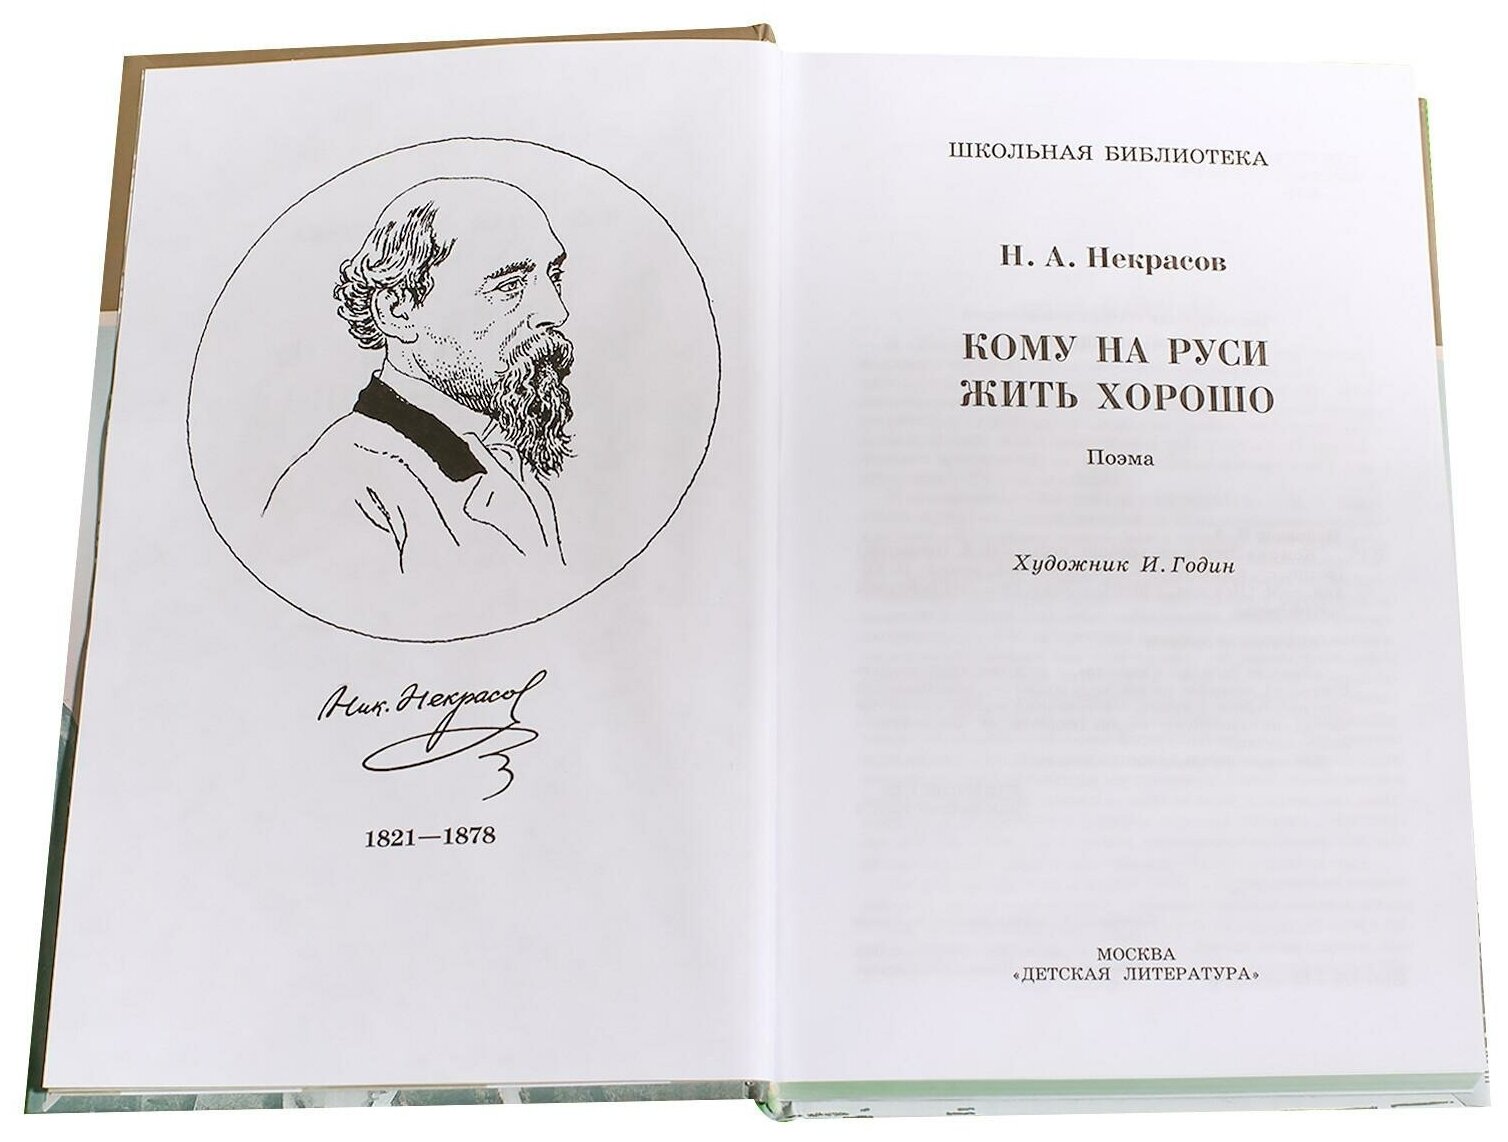 Ник. Некрасов
1821—1878
ШКОЛЬНАЯ БИБЛИОТЕКА
Н. А. Некрасов
КОМУ НА РУСИ
ЖИТЬ ХОРОШО
Поэма
Художник И. Годин
МОСКВА
«ДЕТСКАЯ ЛИТЕРАТУРА»